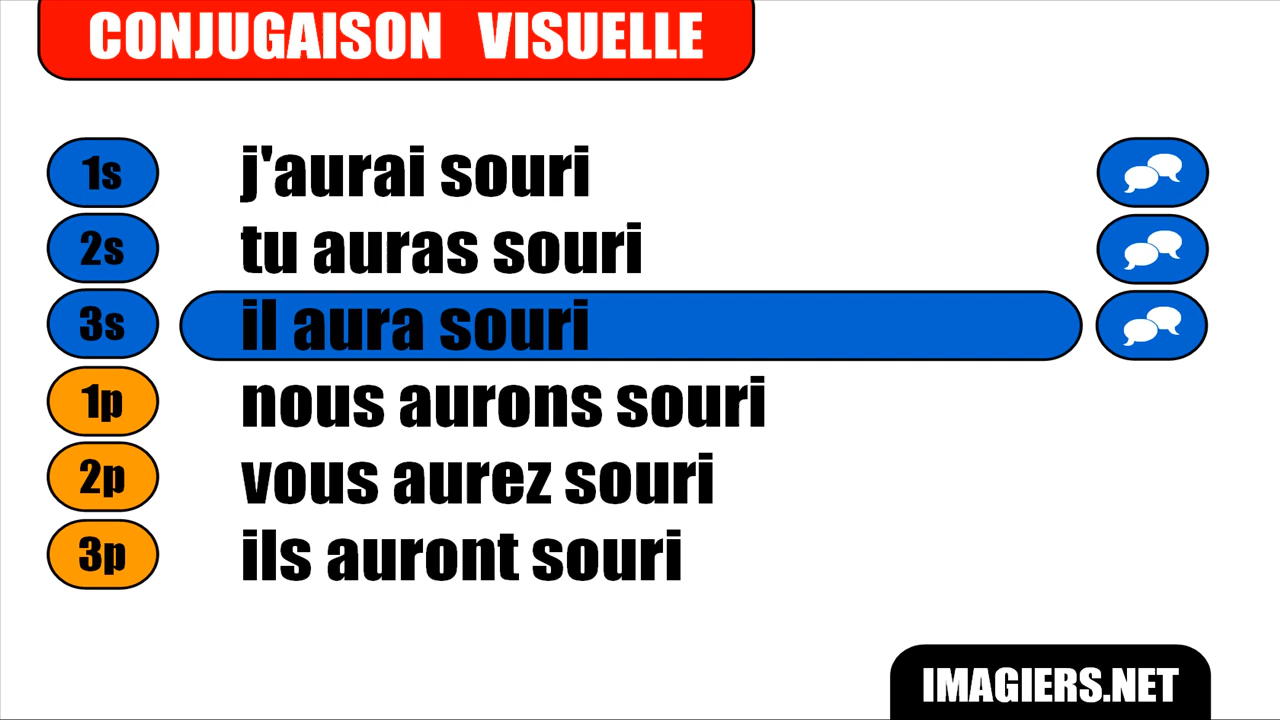 CONJUGAISON VISUELLE
1s j'aurai souri
2s tu auras souri
3s il aura souri
1p nous aurons souri
2p vous aurez souri
3p ils auront souri
IMAGIERS.NET